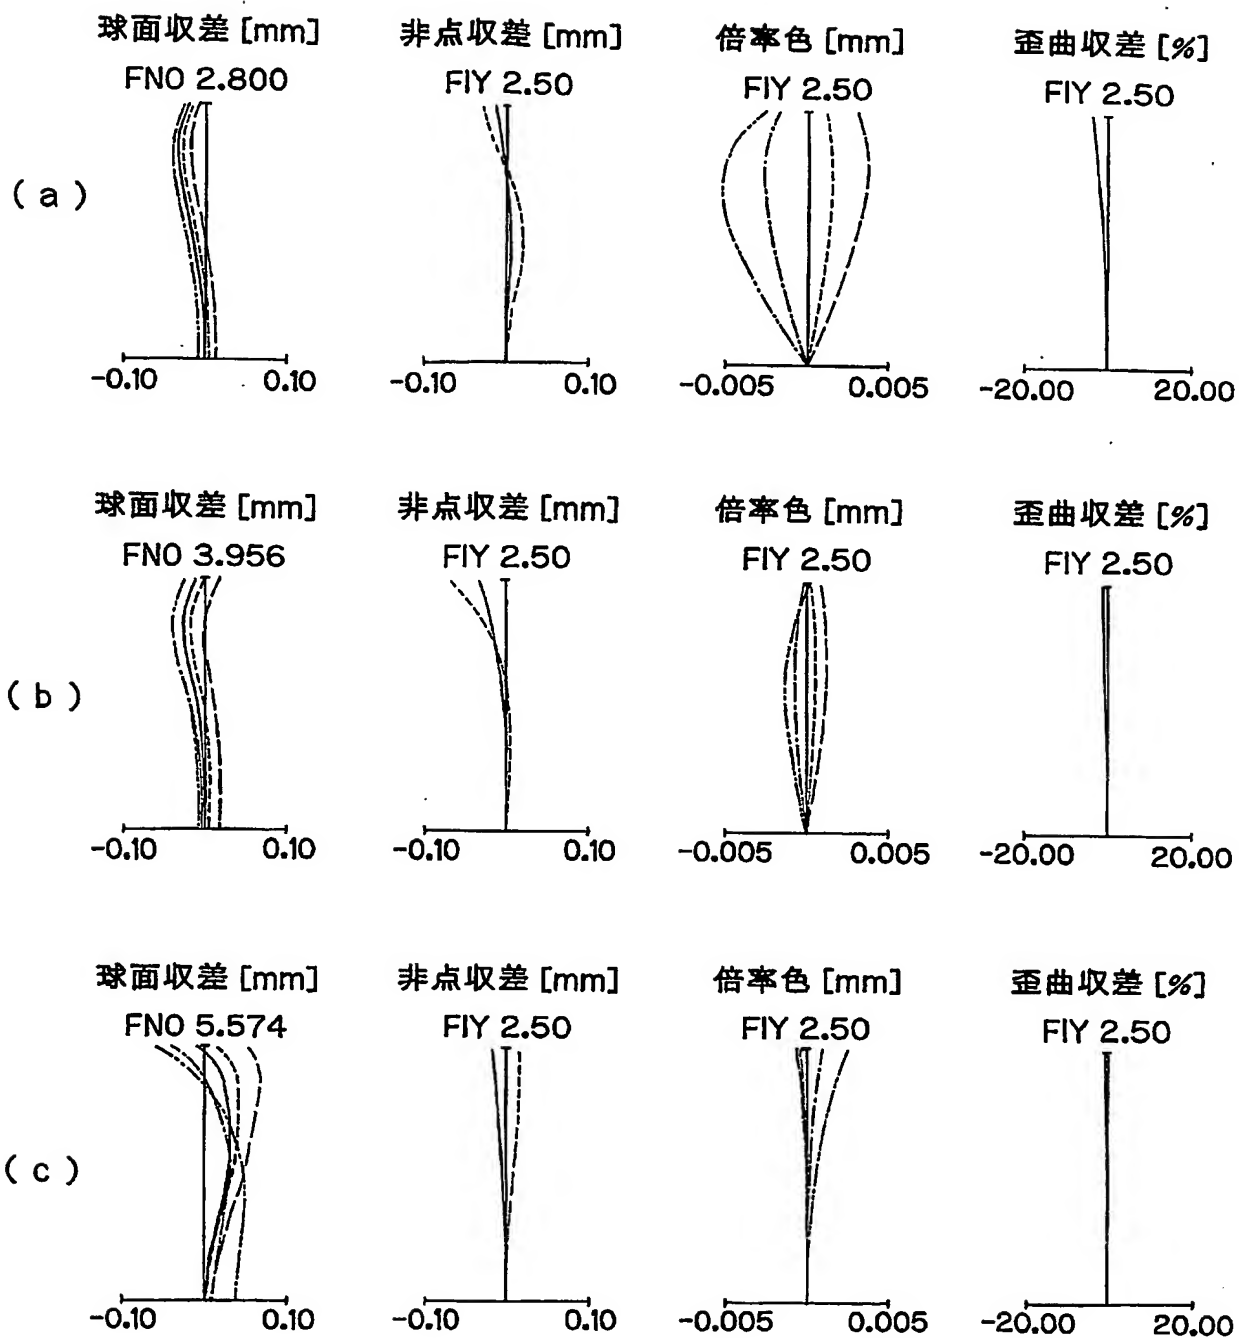 球面収差 [mm] 非点収差 [mm] 倍率色 [mm] 歪曲収差 [%]
FNO 2.800 FIY 2.50 FIY 2.50 FIY 2.50
(a)
-0.10 0.10 -0.10 0.10 -0.005 0.005 -20.00 20.00
球面収差 [mm] 非点収差 [mm] 倍率色 [mm] 歪曲収差 [%]
FNO 3.956 FIY 2.50 FIY 2.50 FIY 2.50
(b)
-0.10 0.10 -0.10 0.10 -0.005 0.005 -20.00 20.00
球面収差 [mm] 非点収差 [mm] 倍率色 [mm] 歪曲収差 [%]
FNO 5.574 FIY 2.50 FIY 2.50 FIY 2.50
(c)
-0.10 0.10 -0.10 0.10 -0.005 0.005 -20.00 20.00